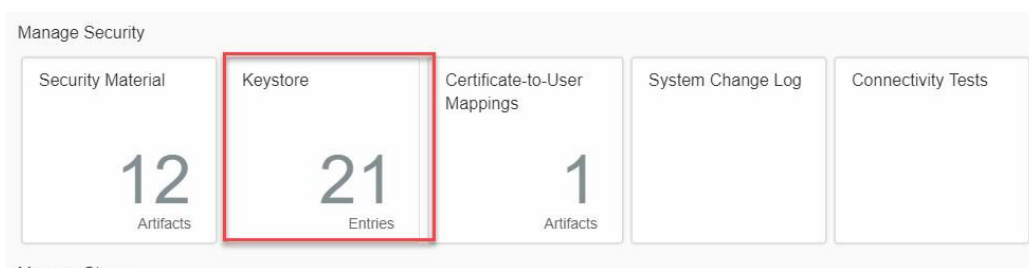 Manage Security
Security Material
Keystore
Certificate-to-User
Mappings
System Change Log
Connectivity Tests
12
Artifacts
21
Entries
1
Artifacts